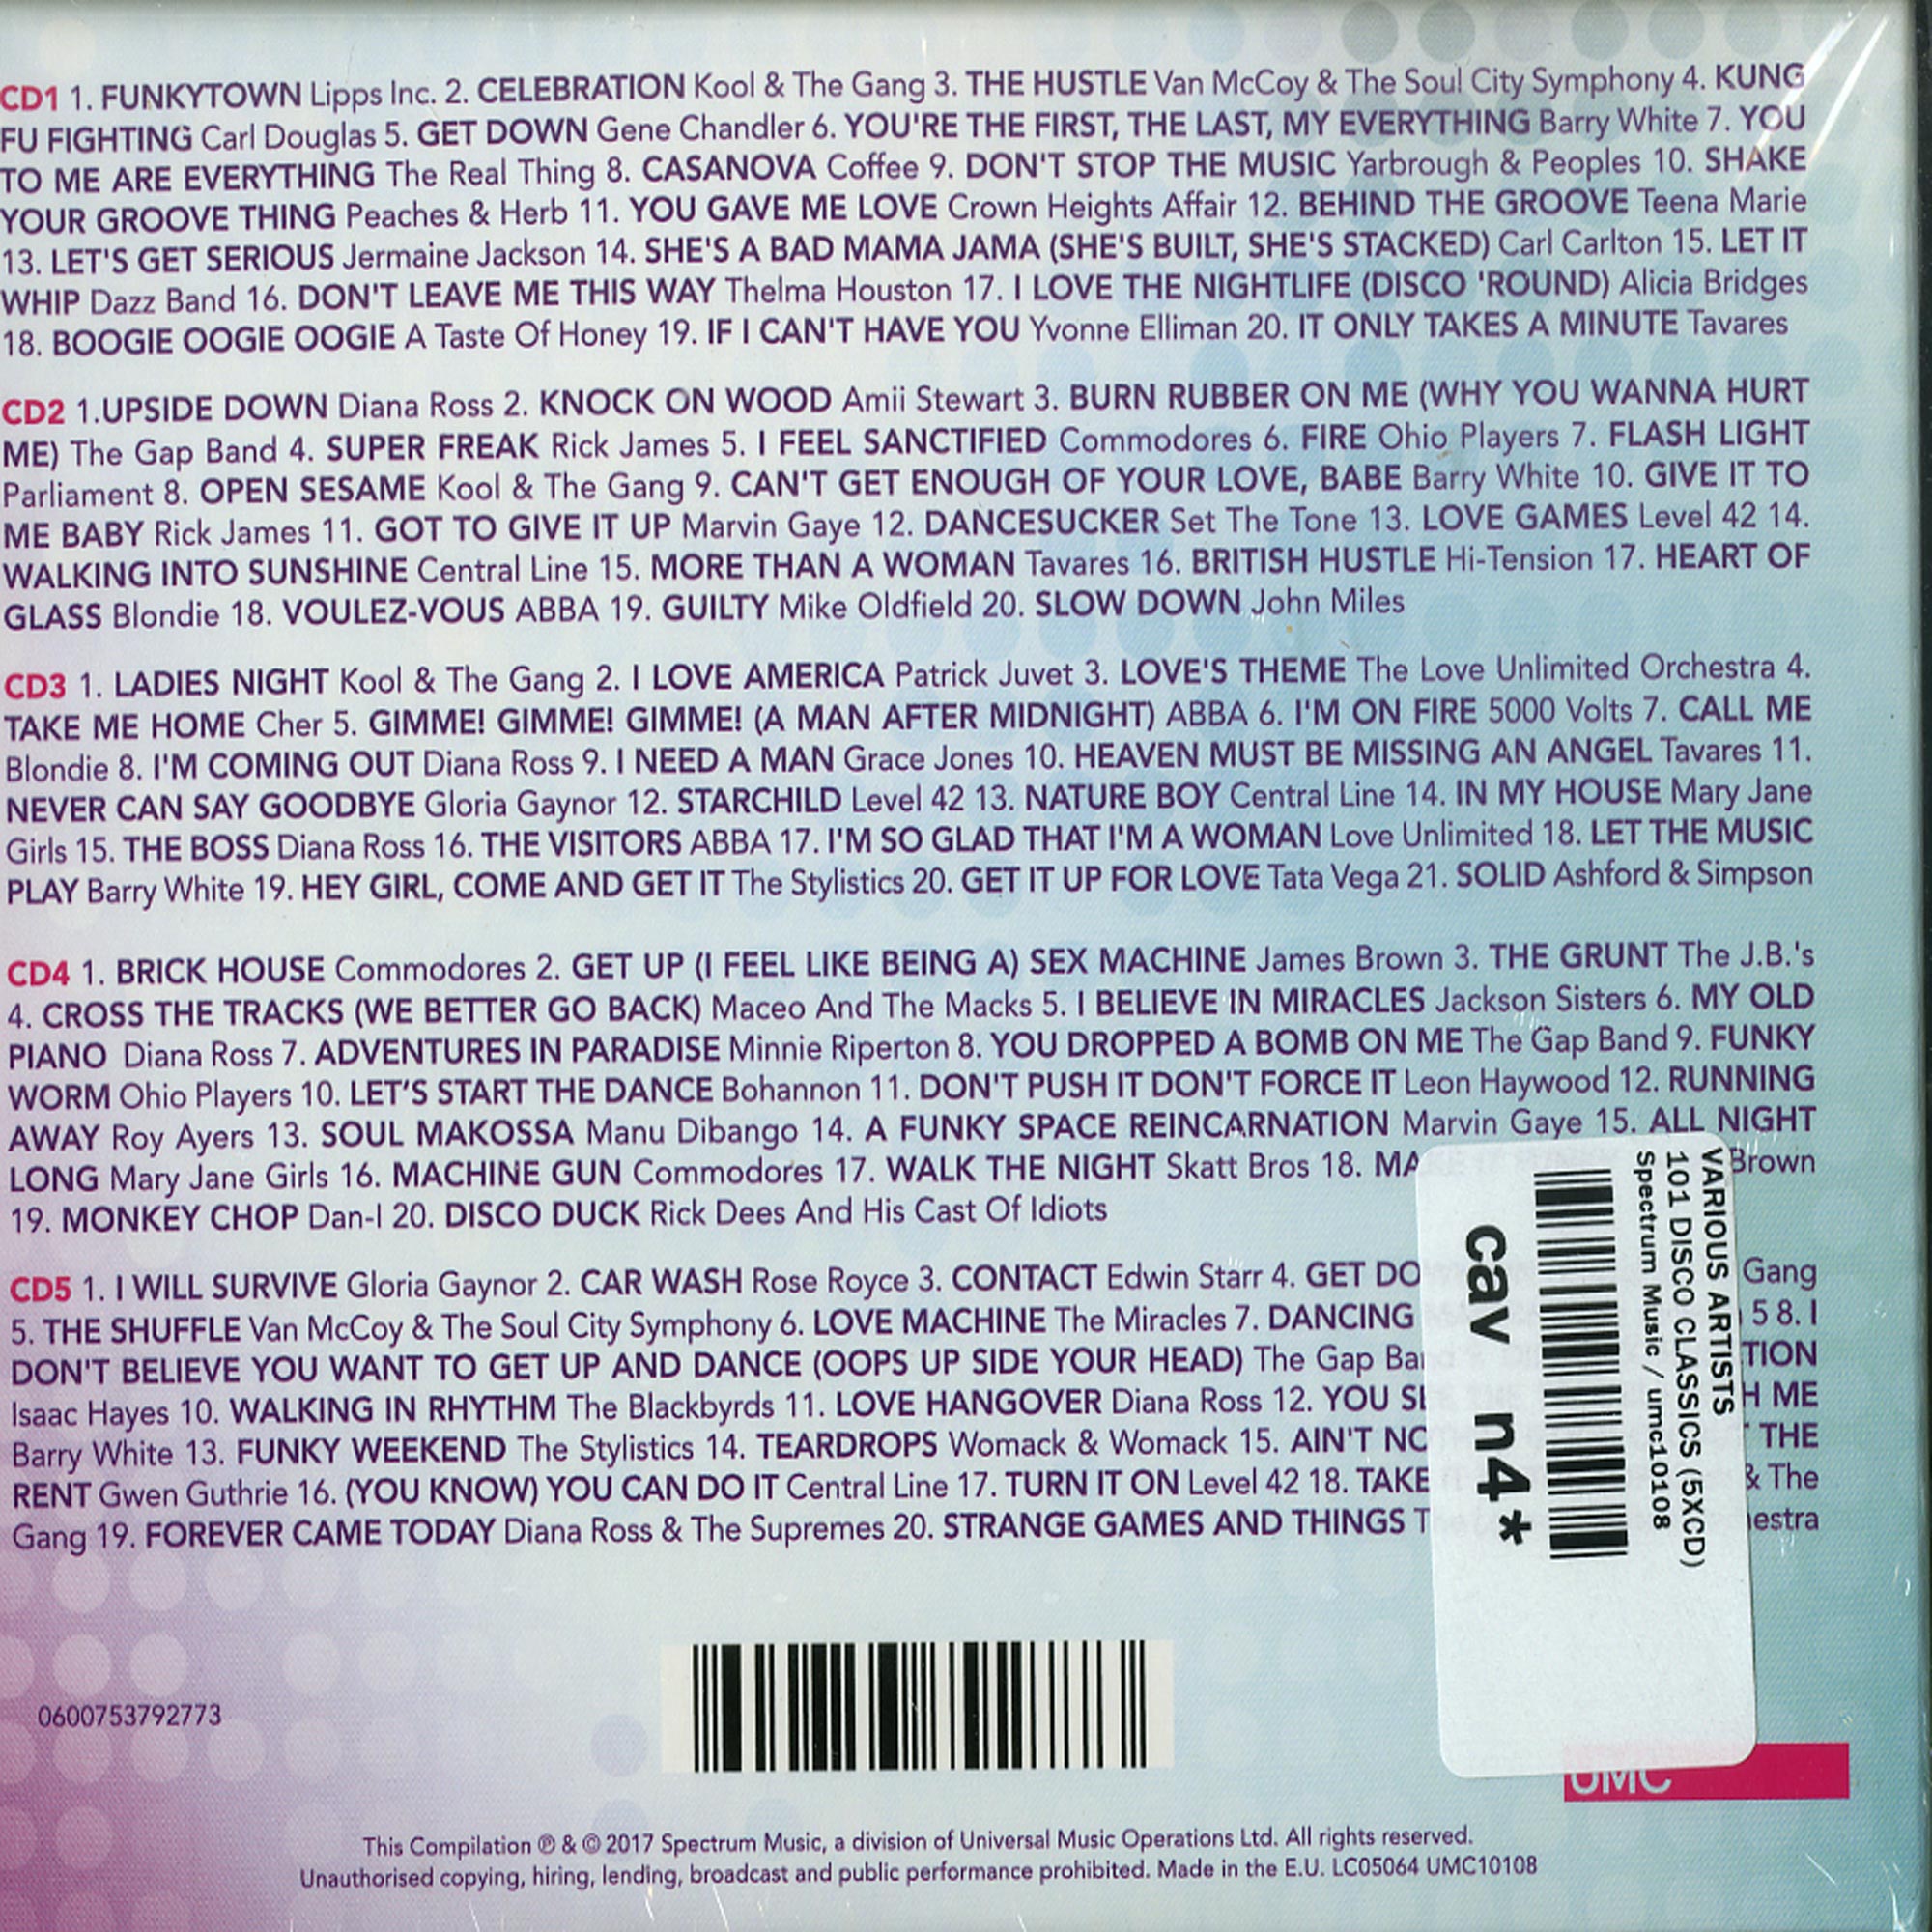 CD1 1. FUNKYTOWN Lipps Inc. 2. CELEBRATION Kool & The Gang 3. THE HUSTLE Van McCoy & The Soul City Symphony 4. KUNG
FU FIGHTING Carl Douglas 5. GET DOWN Gene Chandler 6. YOU'RE THE FIRST, THE LAST, MY EVERYTHING Barry White 7. YOU
TO ME ARE EVERYTHING The Real Thing 8. CASANOVA Coffee 9. DON'T STOP THE MUSIC Yarbrough & Peoples 10. SHAKE
YOUR GROOVE THING Peaches & Herb 11. YOU GAVE ME LOVE Crown Heights Affair 12. BEHIND THE GROOVE Teena Marie
13. LET'S GET SERIOUS Jermaine Jackson 14. SHE'S A BAD MAMA JAMA (SHE'S BUILT, SHE'S STACKED) Carl Carlton 15. LET IT
WHIP Dazz Band 16. DON'T LEAVE ME THIS WAY Thelma Houston 17. I LOVE THE NIGHTLIFE (DISCO 'ROUND) Alicia Bridges
18. BOOGIE OOGIE OOGIE A Taste Of Honey 19. IF I CAN'T HAVE YOU Yvonne Elliman 20. IT ONLY TAKES A MINUTE Tavares
CD2 1.UPSIDE DOWN Diana Ross 2. KNOCK ON WOOD Amii Stewart 3. BURN RUBBER ON ME (WHY YOU WANNA HURT
ME) The Gap Band 4. SUPER FREAK Rick James 5. I FEEL SANCTIFIED Commodores 6. FIRE Ohio Players 7. FLASH LIGHT
Parliament 8. OPEN SESAME Kool & The Gang 9. CAN'T GET ENOUGH OF YOUR LOVE, BABE Barry White 10. GIVE IT TO
ME BABY Rick James 11. GOT TO GIVE IT UP Marvin Gaye 12. DANCESUCKER Set The Tone 13. LOVE GAMES Level 42 14.
WALKING INTO SUNSHINE Central Line 15. MORE THAN A WOMAN Tavares 16. BRITISH HUSTLE Hi-Tension 17. HEART OF
GLASS Blondie 18. VOULEZ-VOUS ABBA 19. GUILTY Mike Oldfield 20. SLOW DOWN John Miles
CD3 1. LADIES NIGHT Kool & The Gang 2. I LOVE AMERICA Patrick Juvet 3. LOVE'S THEME The Love Unlimited Orchestra 4.
TAKE ME HOME Cher 5. GIMME! GIMME! GIMME! (A MAN AFTER MIDNIGHT) ABBA 6. I'M ON FIRE 5000 Volts 7. CALL ME
Blondie 8. I'M COMING OUT Diana Ross 9. I NEED A MAN Grace Jones 10. HEAVEN MUST BE MISSING AN ANGEL Tavares 11.
NEVER CAN SAY GOODBYE Gloria Gaynor 12. STARCHILD Level 42 13. NATURE BOY Central Line 14. IN MY HOUSE Mary Jane
Girls 15. THE BOSS Diana Ross 16. THE VISITORS ABBA 17. I'M SO GLAD THAT I'M A WOMAN Love Unlimited 18. LET THE MUSIC
PLAY Barry White 19. HEY GIRL, COME AND GET IT The Stylistics 20. GET IT UP FOR LOVE Tata Vega 21. SOLID Ashford & Simpson
CD4 1. BRICK HOUSE Commodores 2. GET UP (I FEEL LIKE BEING A) SEX MACHINE James Brown 3. THE GRUNT The J.B.'s
4. CROSS THE TRACKS (WE BETTER GO BACK) Maceo And The Macks 5. I BELIEVE IN MIRACLES Jackson Sisters 6. MY OLD
PIANO Diana Ross 7. ADVENTURES IN PARADISE Minnie Riperton 8. YOU DROPPED A BOMB ON ME The Gap Band 9. FUNKY
WORM Ohio Players 10. LET'S START THE DANCE Bohannon 11. DON'T PUSH IT DON'T FORCE IT Leon Haywood 12. RUNNING
AWAY Roy Ayers 13. SOUL MAKOSSA Manu Dibango 14. A FUNKY SPACE REINCARNATION Marvin Gaye 15. ALL NIGHT
LONG Mary Jane Girls 16. MACHINE GUN Commodores 17. WALK THE NIGHT Skatt Bros 18. MA Brown
19. MONKEY CHOP Dan-I 20. DISCO DUCK Rick Dees And His Cast Of Idiots
CD5 1. I WILL SURVIVE Gloria Gaynor 2. CAR WASH Rose Royce 3. CONTACT Edwin Starr 4. GET DO Gang
5. THE SHUFFLE Van McCoy & The Soul City Symphony 6. LOVE MACHINE The Miracles 7. DANCING 5 8. I
DON'T BELIEVE YOU WANT TO GET UP AND DANCE (OOPS UP SIDE YOUR HEAD) The Gap Ba TION
Isaac Hayes 10. WALKING IN RHYTHM The Blackbyrds 11. LOVE HANGOVER Diana Ross 12. YOU S H ME
Barry White 13. FUNKY WEEKEND The Stylistics 14. TEARDROPS Womack & Womack 15. AIN'T NO THE
RENT Gwen Guthrie 16. (YOU KNOW) YOU CAN DO IT Central Line 17. TURN IT ON Level 42 18. TAKE & The
Gang 19. FOREVER CAME TODAY Diana Ross & The Supremes 20. STRANGE GAMES AND THINGS T estra
VARIOUS ARTISTS
101 DISCO CLASSICS (5XCD)
Spectrum Music / umc10108
cav n4*
0600753792773
UMC
This Compilation ℗ & © 2017 Spectrum Music, a division of Universal Music Operations Ltd. All rights reserved.
Unauthorised copying, hiring, lending, broadcast and public performance prohibited. Made in the E.U. LC05064 UMC10108